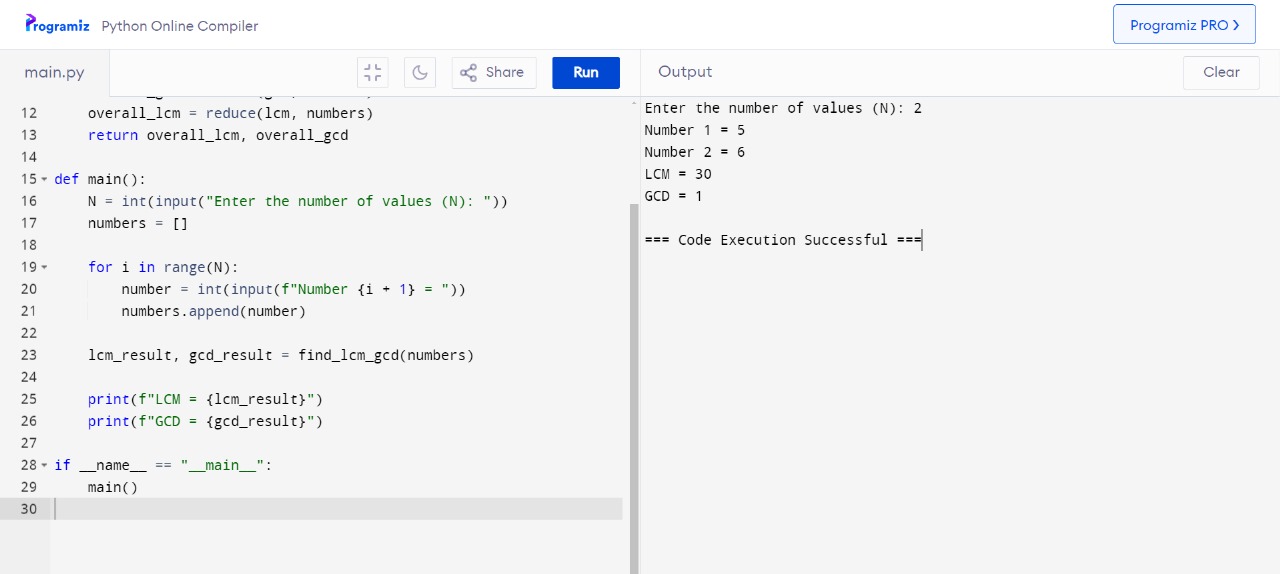 Programiz Python Online Compiler
Programiz PRO
main.py
Share
Run
Output
Clear
12 overall_lcm = reduce(lcm, numbers)
13 return overall_lcm, overall_gcd
14
15 def main():
16 N = int(input("Enter the number of values (N): "))
17 numbers = []
18
19 for i in range(N):
20 number = int(input(f"Number {i + 1} = "))
21 numbers.append(number)
22
23 lcm_result, gcd_result = find_lcm_gcd(numbers)
24
25 print(f"LCM = {lcm_result}")
26 print(f"GCD = {gcd_result}")
27
28 if __name__ == "__main__":
29 main()
30
Enter the number of values (N): 2
Number 1 = 5
Number 2 = 6
LCM = 30
GCD = 1
=== Code Execution Successful ===